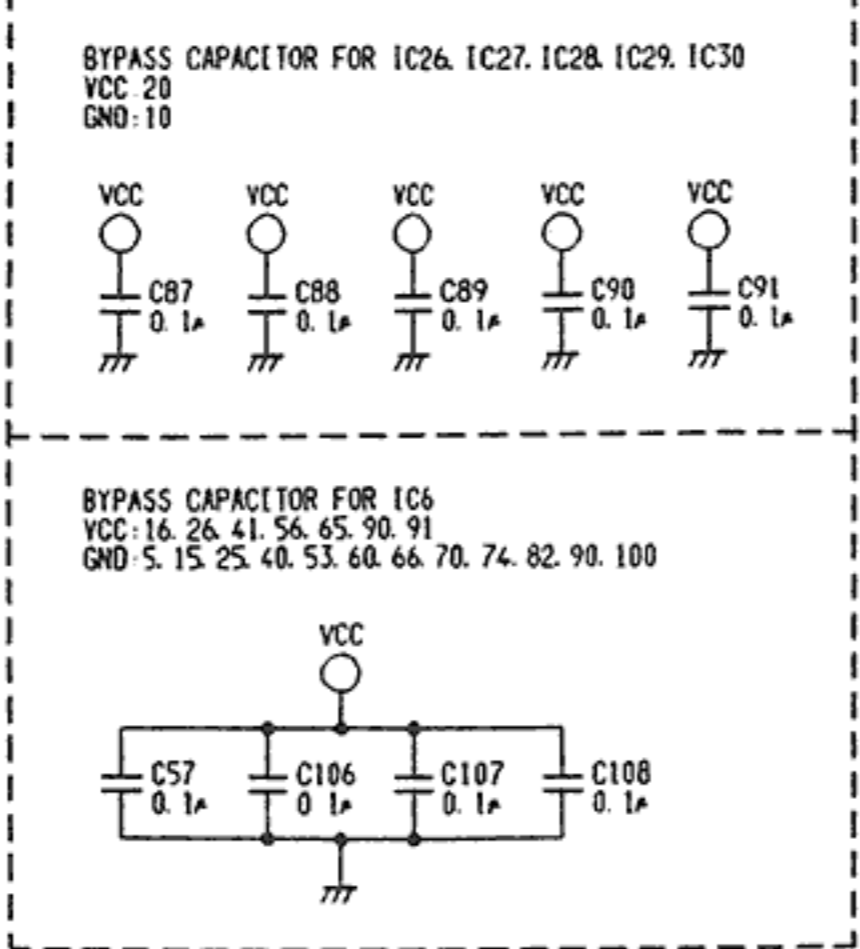 BYPASS CAPACITOR FOR IC26. IC27. IC28. IC29. IC30
VCC:20
GND:10
VCC VCC VCC VCC VCC
C87 C88 C89 C90 C91
0.1μ 0.1μ 0.1μ 0.1μ 0.1μ
BYPASS CAPACITOR FOR IC6
VCC:16. 26. 41. 56. 65. 90. 91
GND:5. 15. 25. 40. 53. 60. 66. 70. 74. 82. 90. 100
VCC
C57 C106 C107 C108
0.1μ 0.1μ 0.1μ 0.1μ